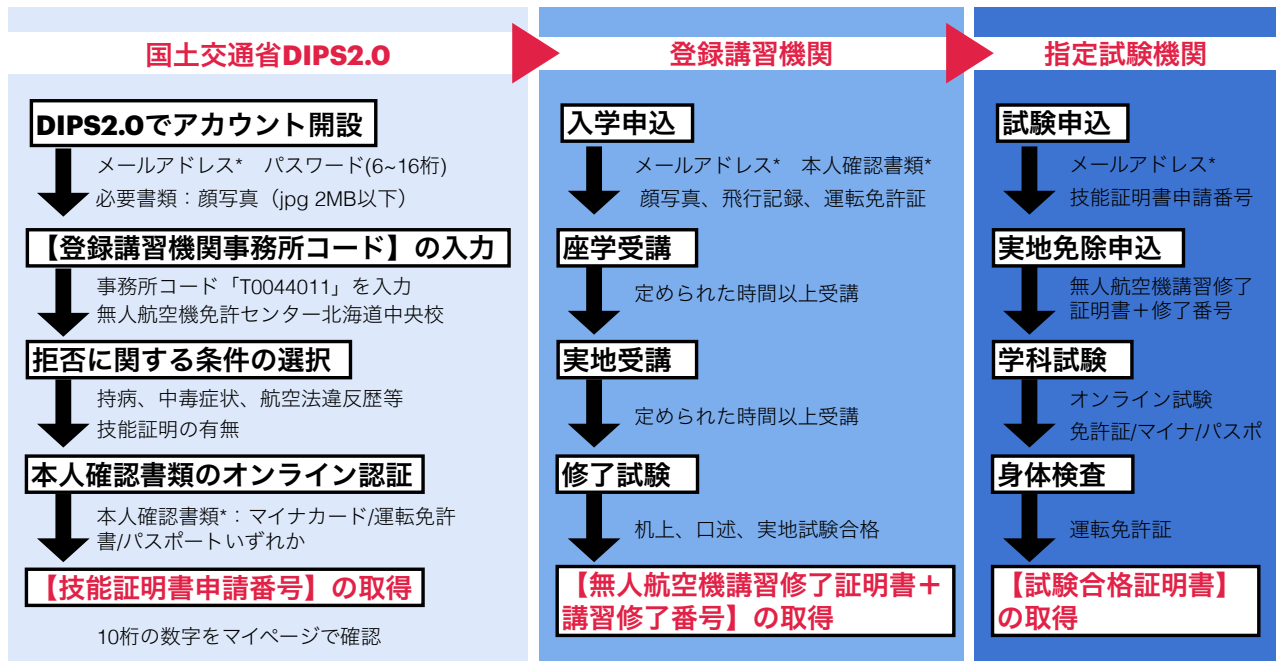 国土交通省DIPS2.0
DIPS2.0でアカウント開設
メールアドレス* パスワード(6~16桁)
必要書類：顔写真（jpg 2MB以下）
【登録講習機関事務所コード】の入力
事務所コード「T0044011」を入力
無人航空機免許センター北海道中央校
拒否に関する条件の選択
持病、中毒症状、航空法違反歴等
技能証明の有無
本人確認書類のオンライン認証
本人確認書類*：マイナカード/運転免許
書/パスポートいずれか
【技能証明書申請番号】の取得
10桁の数字をマイページで確認
登録講習機関
入学申込
メールアドレス* 本人確認書類*
顔写真、飛行記録、運転免許証
座学受講
定められた時間以上受講
実地受講
定められた時間以上受講
修了試験
机上、口述、実地試験合格
【無人航空機講習修了証明書＋
講習修了番号】の取得
指定試験機関
試験申込
メールアドレス*
技能証明書申請番号
実地免除申込
無人航空機講習修了
証明書＋修了番号
学科試験
オンライン試験
免許証/マイナ/パスポ
身体検査
運転免許証
【試験合格証明書】
の取得